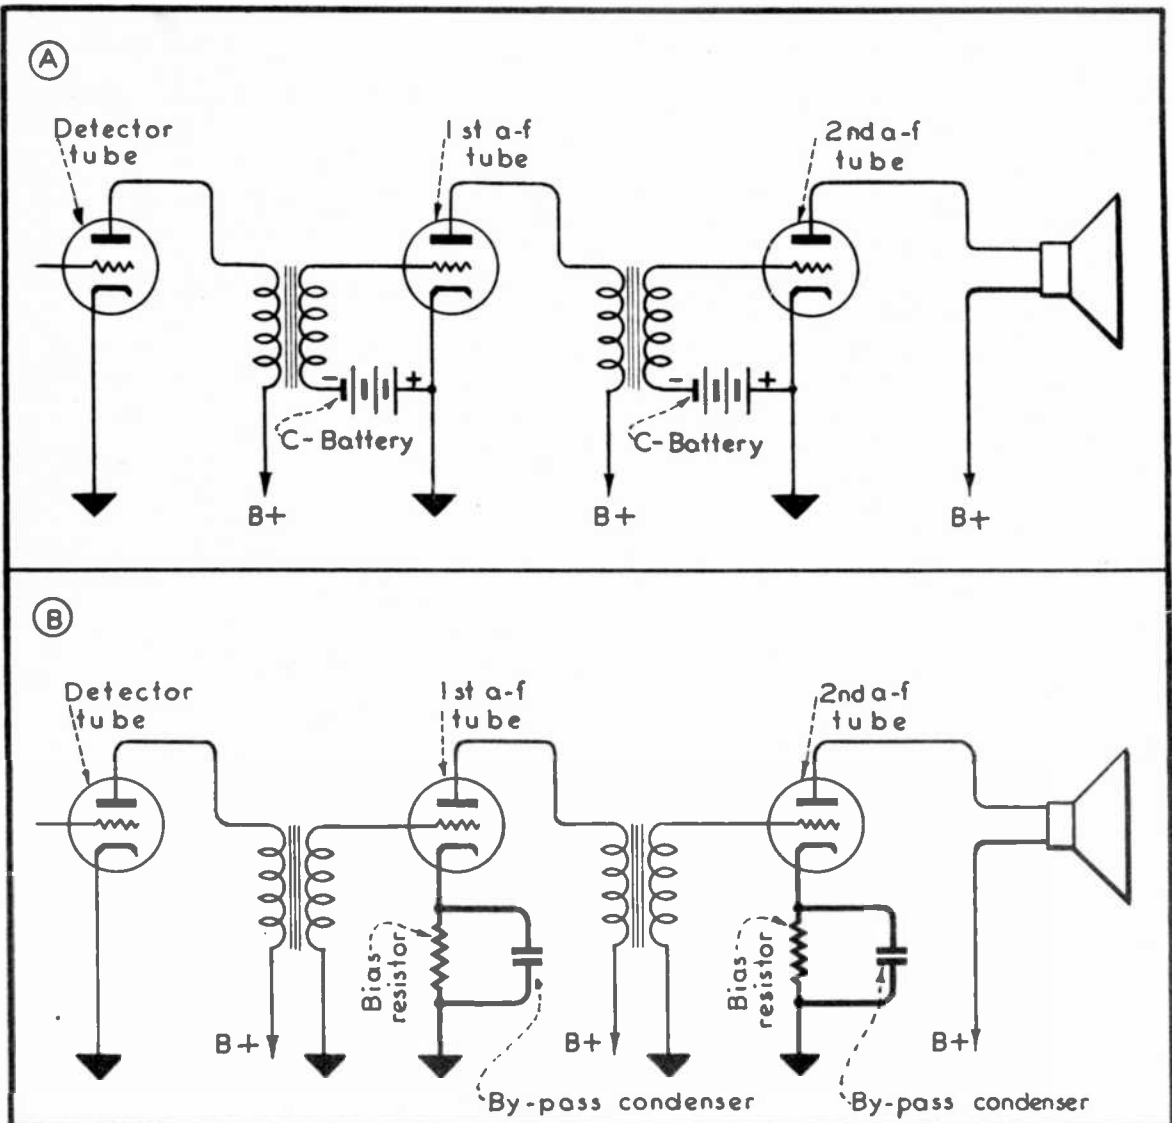 A
Detector
tube
1st a-f
tube
2nd a-f
tube
-
+
C-Battery
-
+
C-Battery
B+
B+
B+
B
Detector
tube
1st a-f
tube
2nd a-f
tube
Bias
resistor
Bias
resistor
B+
B+
B+
By-pass condenser
By-pass condenser